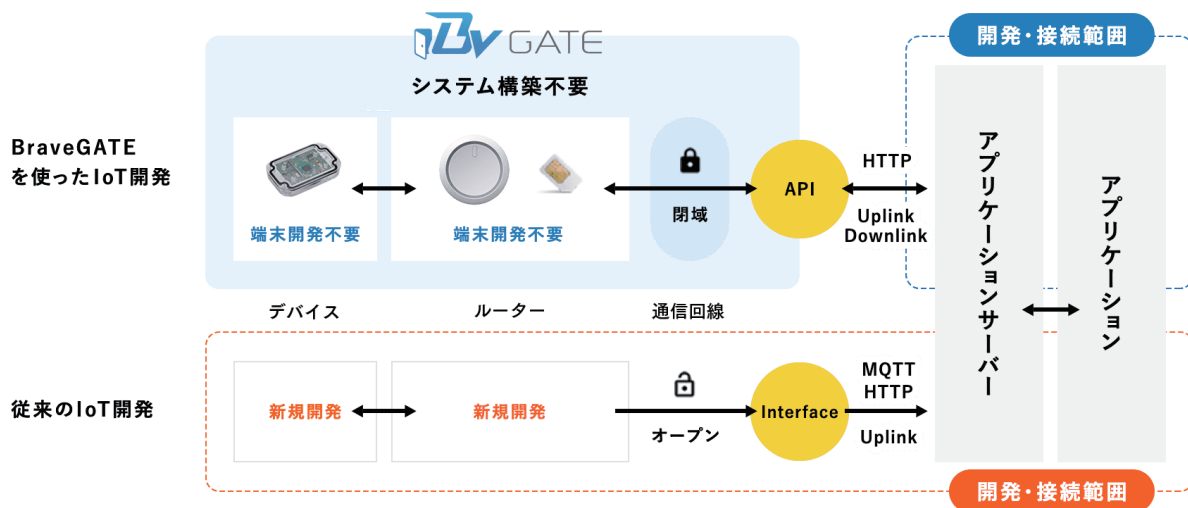 Bv GATE
開発・接続範囲
システム構築不要
BraveGATE
を使ったIoT開発
端末開発不要
端末開発不要
閉域
API
HTTP
Uplink
Downlink
アプリケーションサーバー
アプリケーション
デバイス
ルーター
通信回線
従来のIoT開発
新規開発
新規開発
オープン
Interface
MQTT
HTTP
Uplink
開発・接続範囲